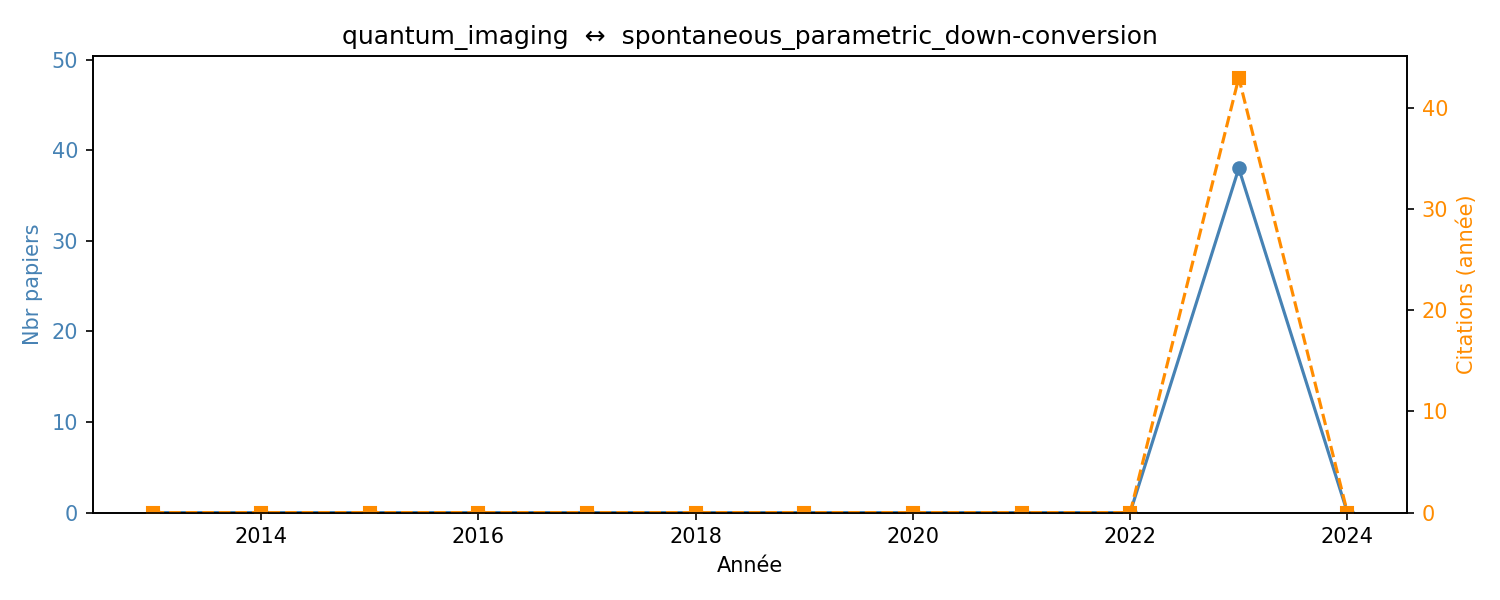 quantum_imaging ↔ spontaneous_parametric_down-conversion
50
40
30
20
10
0
Nbr papiers
40
30
20
10
0
Citations (année)
2014 2016 2018 2020 2022 2024
Année